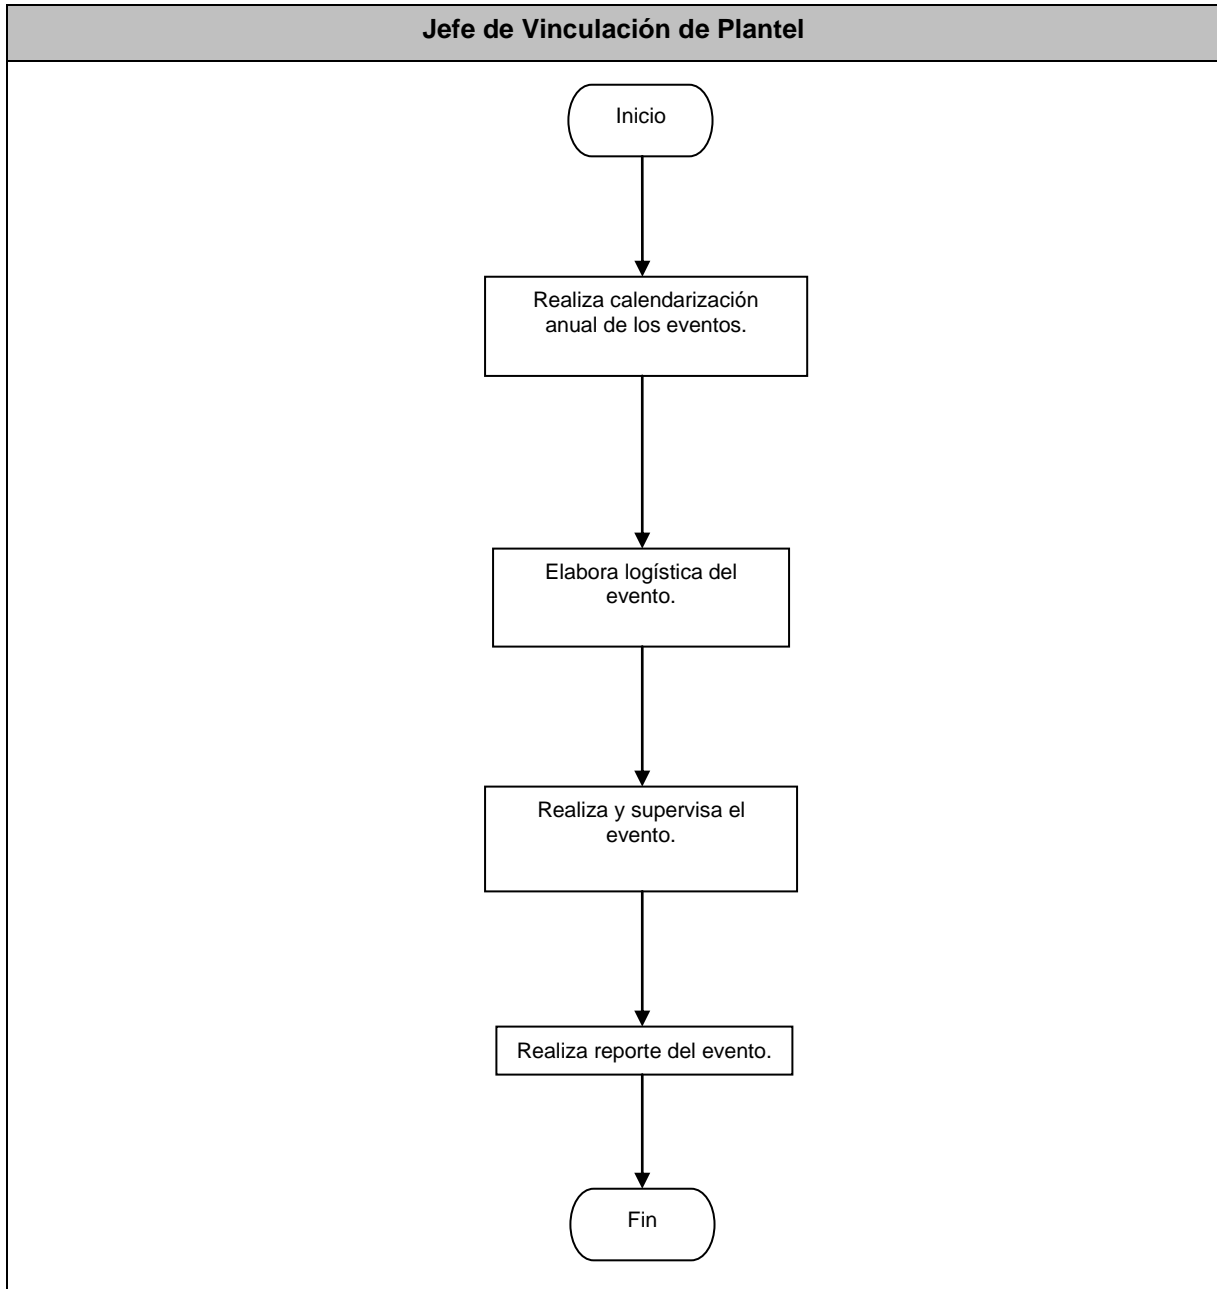 Jefe de Vinculación de Plantel
Inicio
Realiza calendarización
anual de los eventos.
Elabora logística del
evento.
Realiza y supervisa el
evento.
Realiza reporte del evento.
Fin